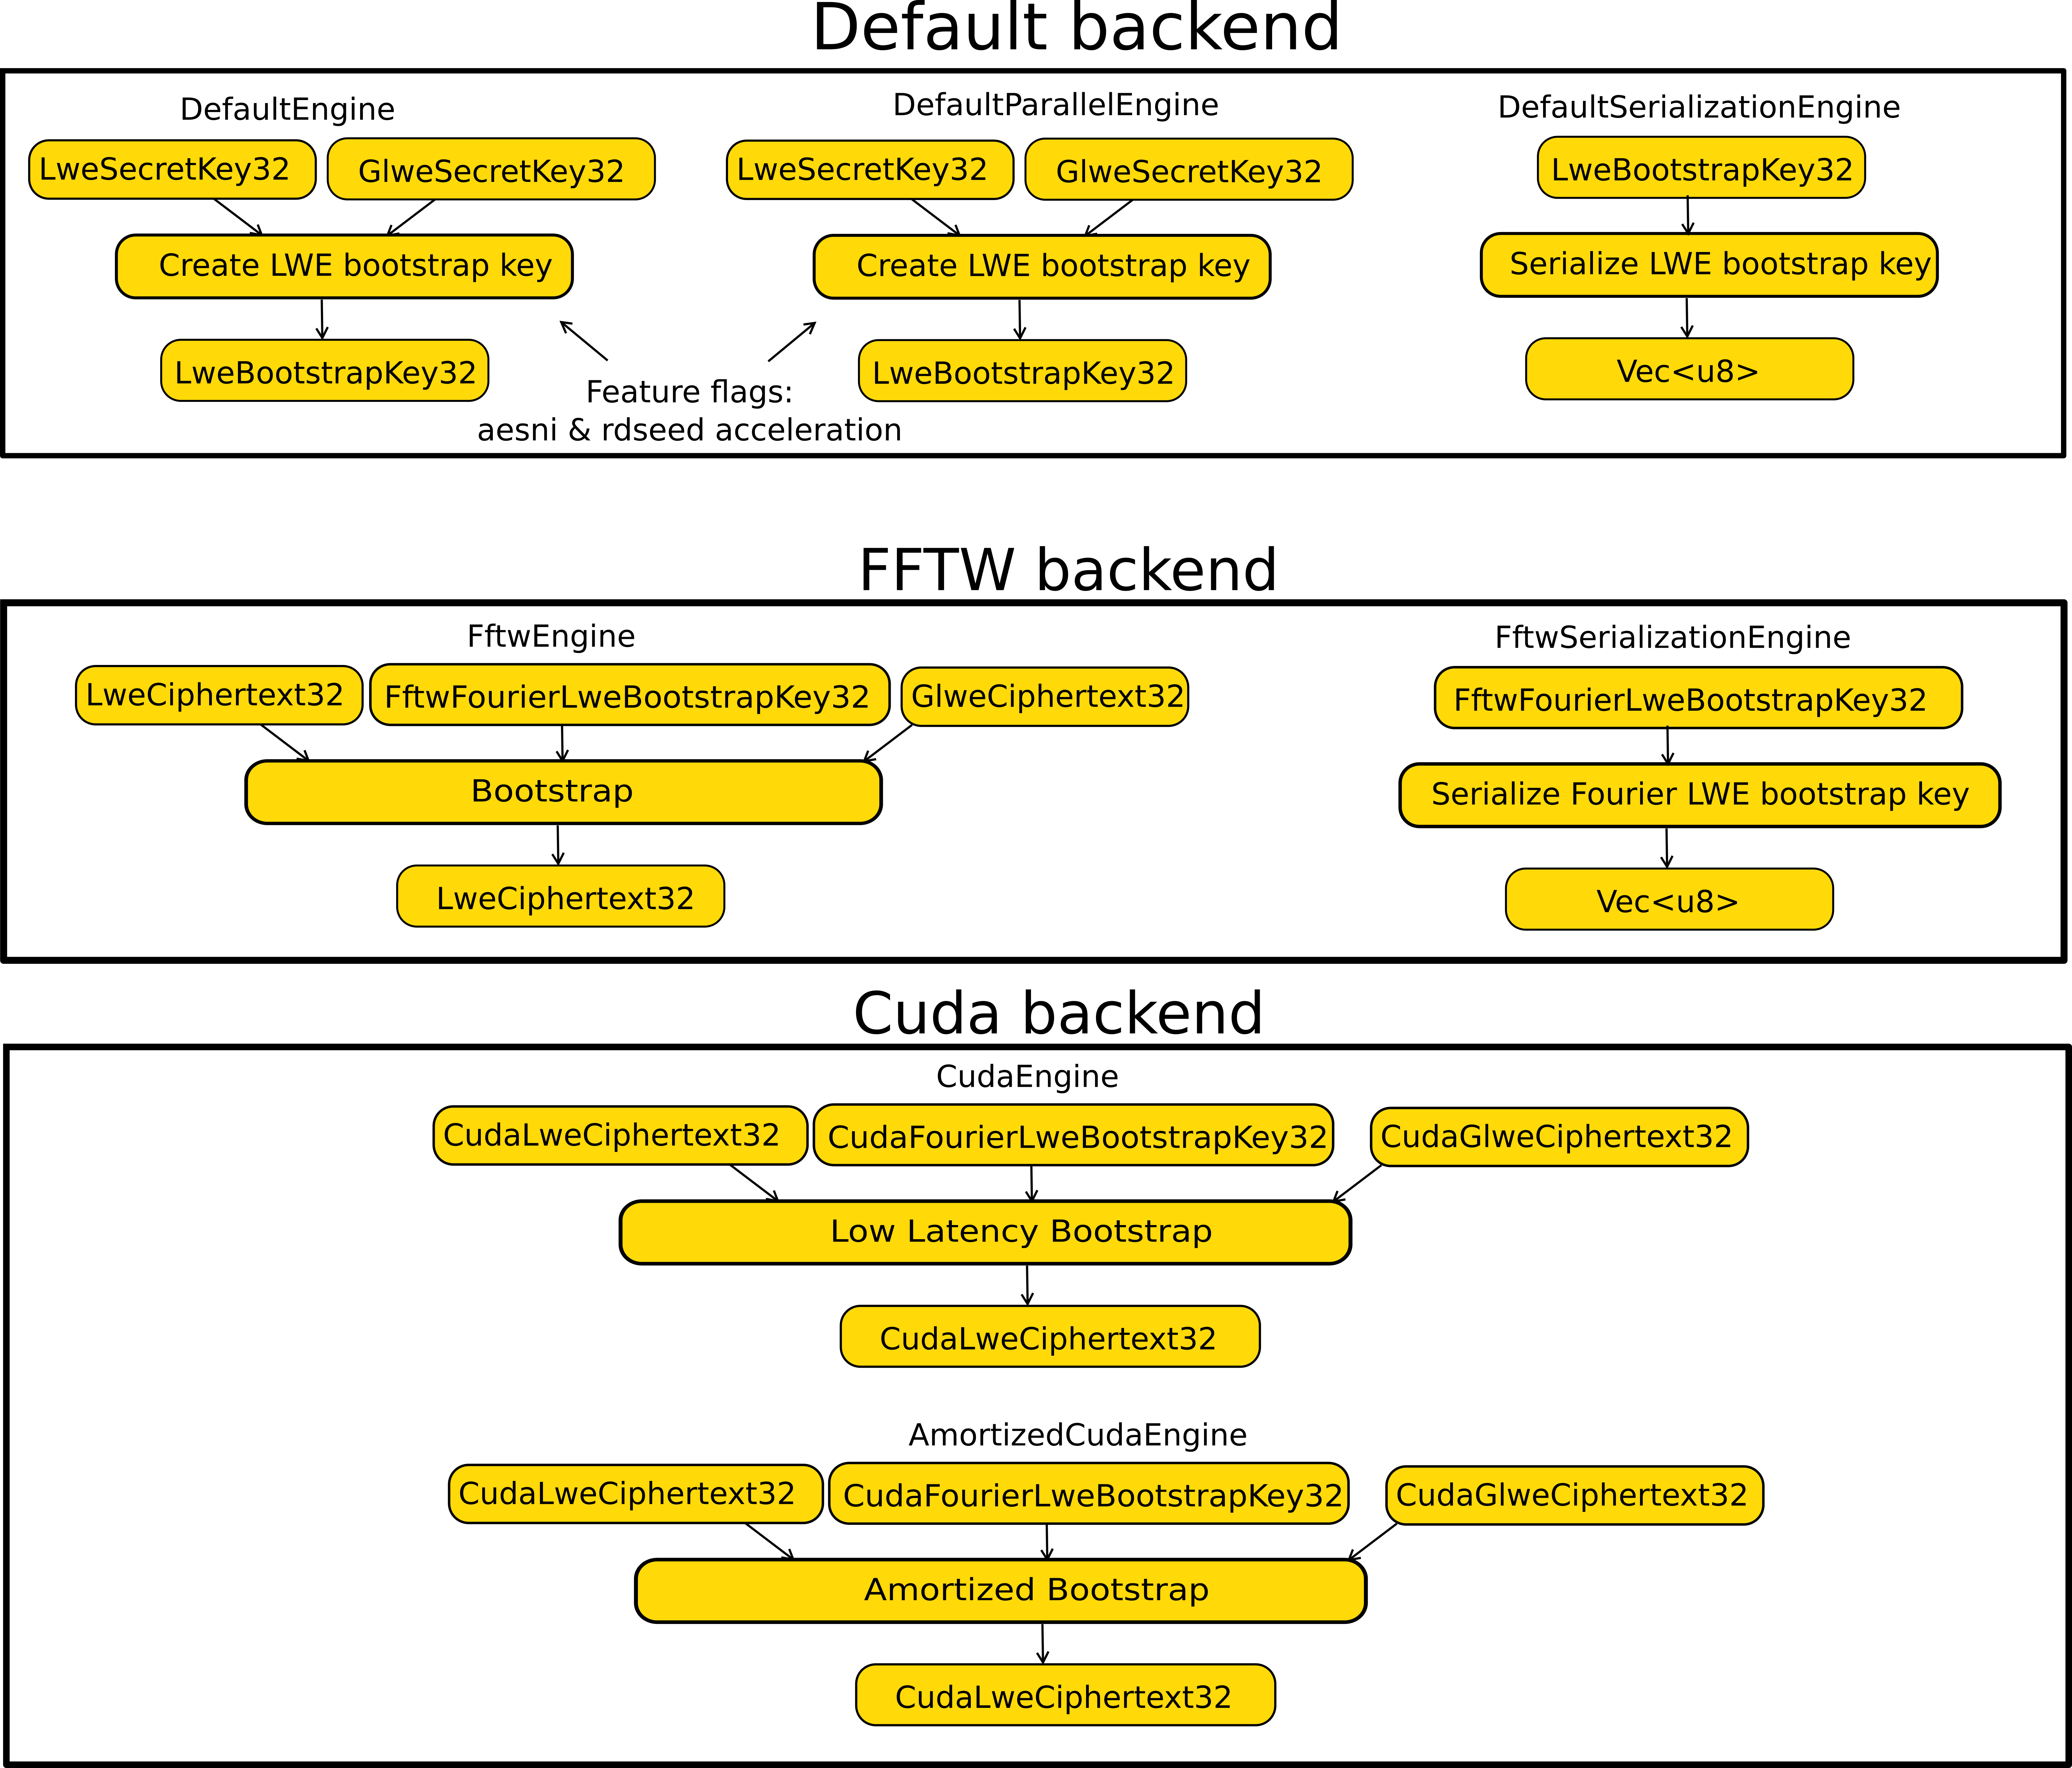 Default backend
DefaultEngine
LweSecretKey32
GlweSecretKey32
Create LWE bootstrap key
LweBootstrapKey32
DefaultParallelEngine
LweSecretKey32
GlweSecretKey32
Create LWE bootstrap key
LweBootstrapKey32
Feature flags:
aesni & rdseed acceleration
DefaultSerializationEngine
LweBootstrapKey32
Serialize LWE bootstrap key
Vec<u8>
FFTW backend
FftwEngine
LweCiphertext32
FftwFourierLweBootstrapKey32
GlweCiphertext32
Bootstrap
LweCiphertext32
FftwSerializationEngine
FftwFourierLweBootstrapKey32
Serialize Fourier LWE bootstrap key
Vec<u8>
Cuda backend
CudaEngine
CudaLweCiphertext32
CudaFourierLweBootstrapKey32
CudaGlweCiphertext32
Low Latency Bootstrap
CudaLweCiphertext32
AmortizedCudaEngine
CudaLweCiphertext32
CudaFourierLweBootstrapKey32
CudaGlweCiphertext32
Amortized Bootstrap
CudaLweCiphertext32